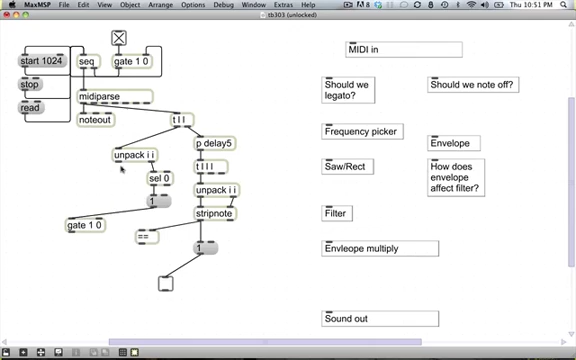 MaxMSP File Edit View Object Arrange Options Debug Extras Window Help Thu 10:51 PM
tb303 (unlocked)
start 1024
seq
gate 1 0
stop
midiparse
read
noteout
t l l
unpack i i
p delay5
t l l l
sel 0
unpack i i
1
stripnote
gate 1 0
==
1
MIDI in
Should we
legato?
Should we note off?
Frequency picker
Envelope
Saw/Rect
How does
envelope
affect filter?
Filter
Envleope multiply
Sound out